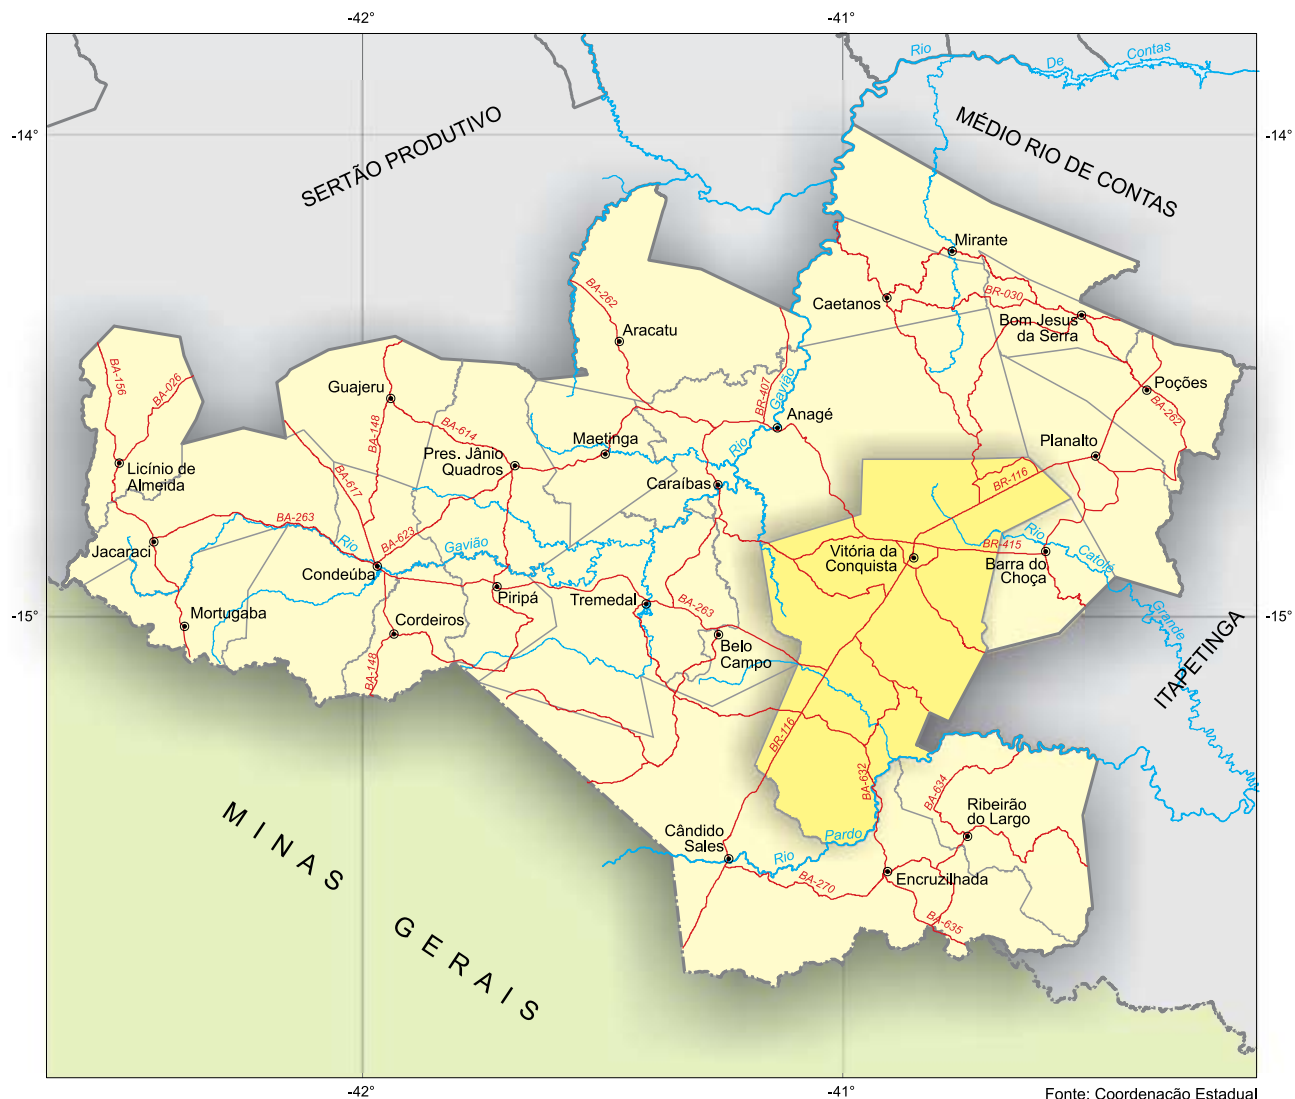 -42°
-41°
Rio
De
Contas
-14°
-14°
SERTÃO PRODUTIVO
MÉDIO RIO DE CONTAS
Mirante
BA-262
BR-030
Caetanos
Bom Jesus
da Serra
Aracatu
BA-156
BA-026
Guajeru
BA-148
BR-407
Gavião
Poções
BA-262
Anagé
BA-614
Maetinga
Rio
Planalto
Pres. Jânio
Quadros
Licínio de
Almeida
BA-617
Caraíbas
BR-116
BA-263
Rio
BA-623
Gavião
Jacaraci
Vitória da
Conquista
BR-415
Rio
Catolé
Barra do
Choça
Condeúba
Piripá
Tremedal
BA-263
Grande
Mortugaba
Cordeiros
-15°
-15°
Belo
Campo
BA-148
ITAPETINGA
BR-116
BA-632
BA-634
MINAS GERAIS
Ribeirão
do Largo
Cândido
Sales
Pardo
Rio
BA-270
Encruzilhada
BA-635
-42°
-41°
Fonte: Coordenação Estadual